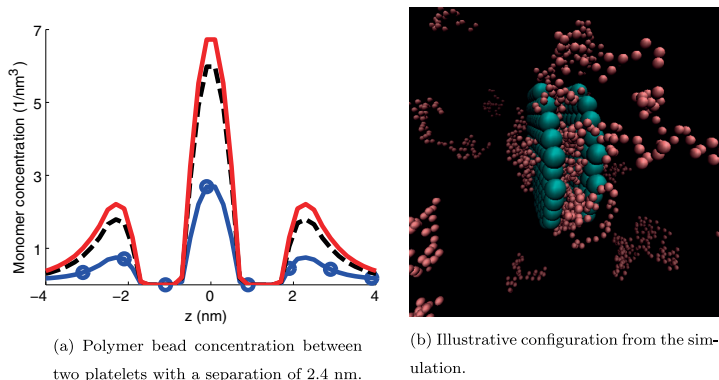 7
5
3
1
Monomer concentration (1/nm³)
−4
−2
0
2
4
z (nm)
(a) Polymer bead concentration between
two platelets with a separation of 2.4 nm.
(b) Illustrative configuration from the sim-
ulation.